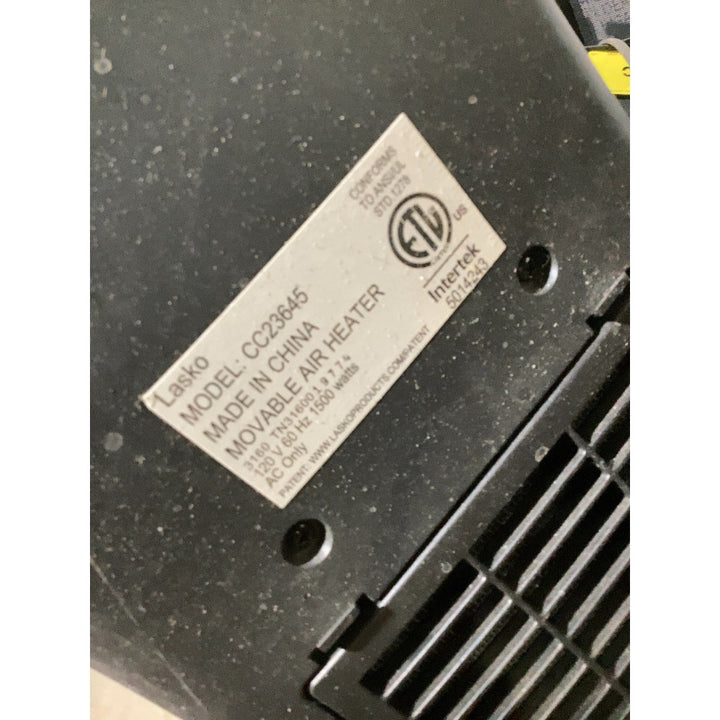 Lasko
MODEL: CC23645
MADE IN CHINA
MOVABLE AIR HEATER
3160 TN3160019774
120 V 60 Hz 1500 watts
AC Only
PATENT: WWW.LASKOPRODUCTS.COM/PATENT
CONFORMS
TO ANSI/UL
STD 1278
ETL
US
Intertek
5014243